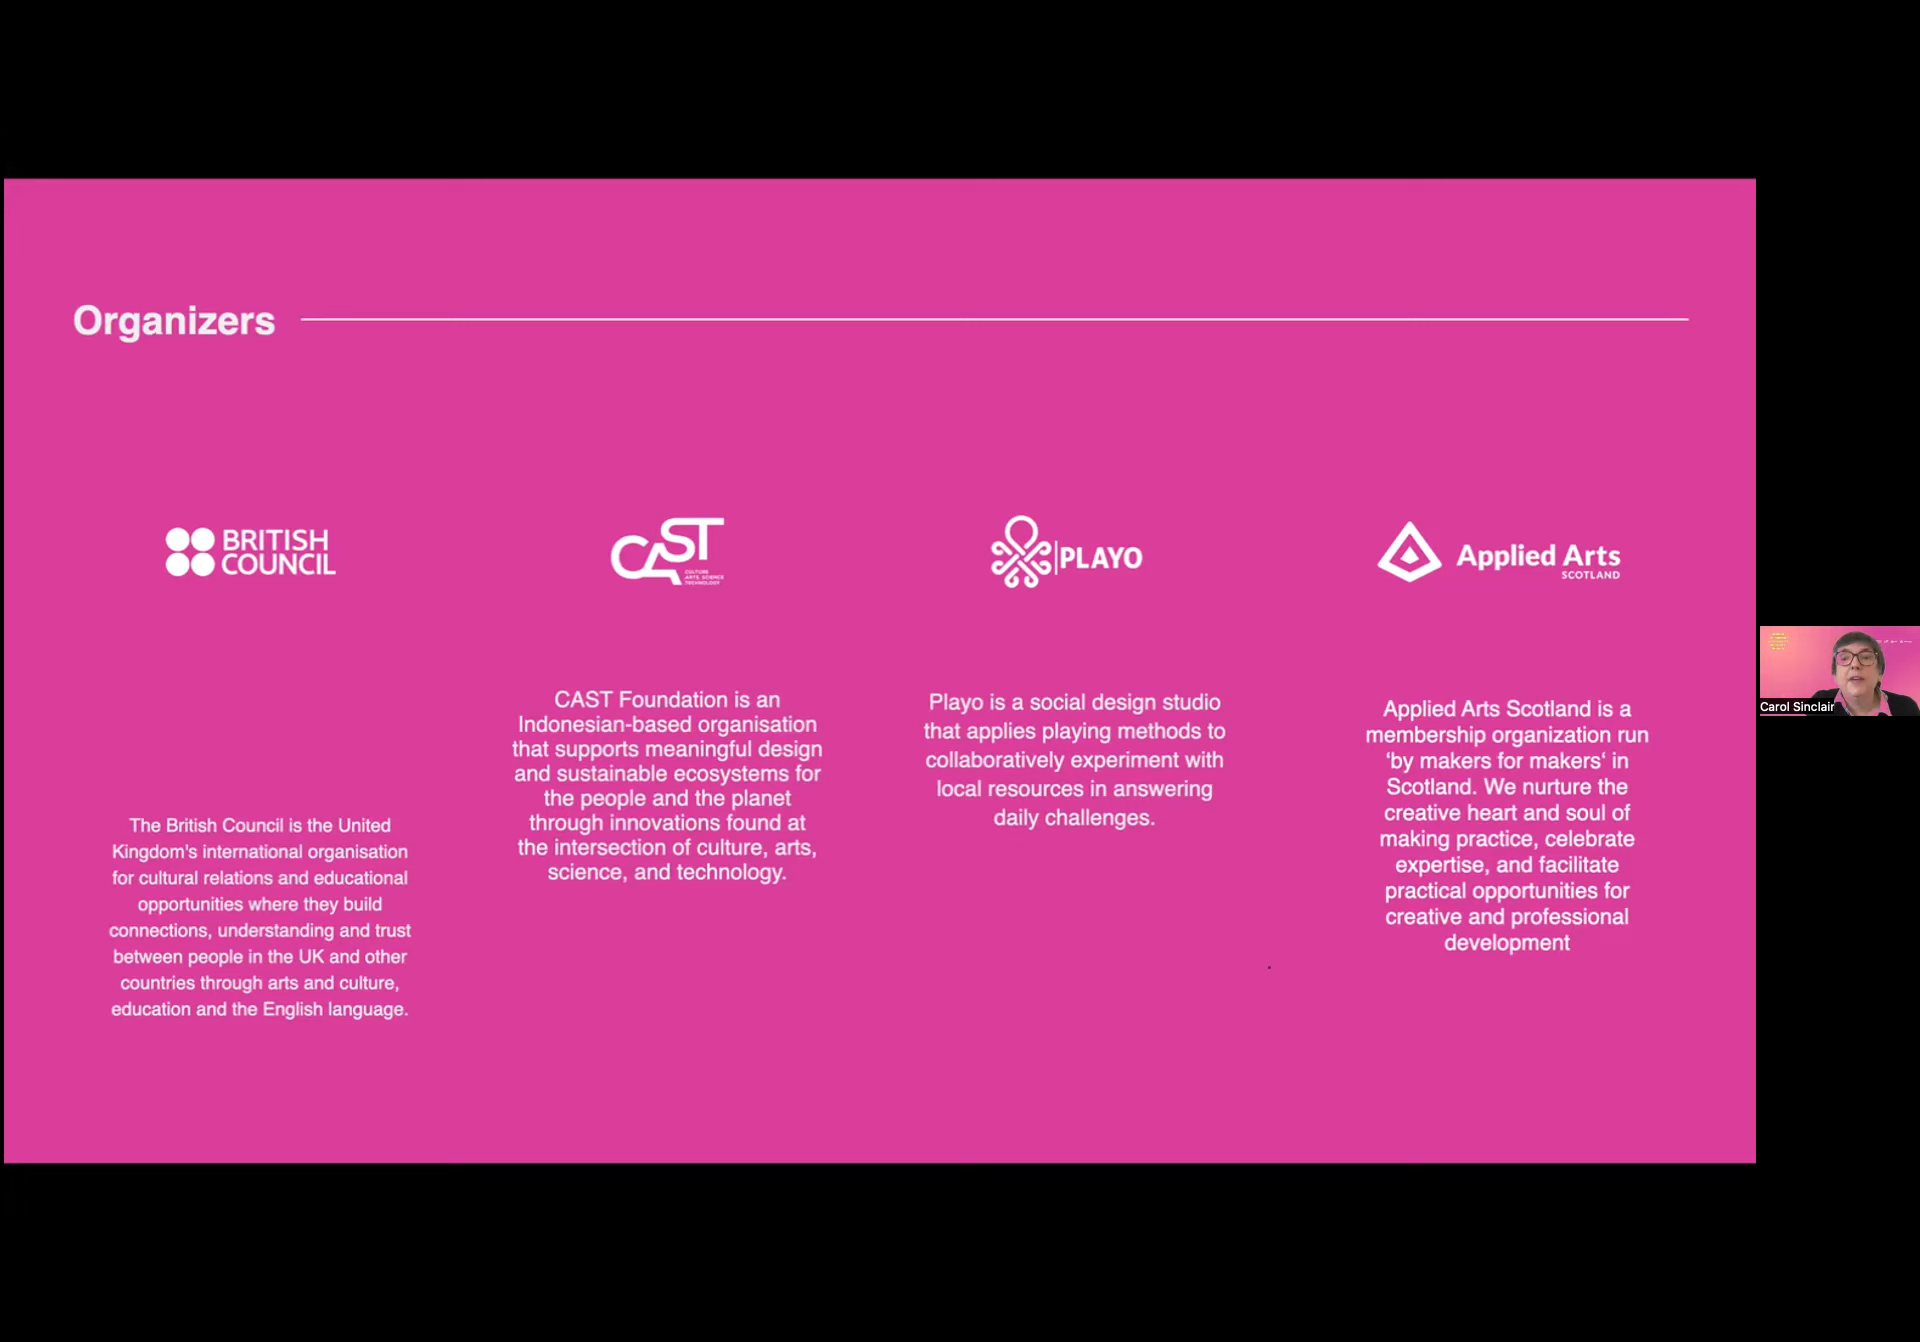 Organizers
BRITISH
COUNCIL
CAST
CULTURE
ARTS, SCIENCE
TECHNOLOGY
PLAYO
Applied Arts
SCOTLAND
The British Council is the United
Kingdom's international organisation
for cultural relations and educational
opportunities where they build
connections, understanding and trust
between people in the UK and other
countries through arts and culture,
education and the English language.
CAST Foundation is an
Indonesian-based organisation
that supports meaningful design
and sustainable ecosystems for
the people and the planet
through innovations found at
the intersection of culture, arts,
science, and technology.
Playo is a social design studio
that applies playing methods to
collaboratively experiment with
local resources in answering
daily challenges.
Applied Arts Scotland is a
membership organization run
‘by makers for makers‘ in
Scotland. We nurture the
creative heart and soul of
making practice, celebrate
expertise, and facilitate
practical opportunities for
creative and professional
development
Carol Sinclair